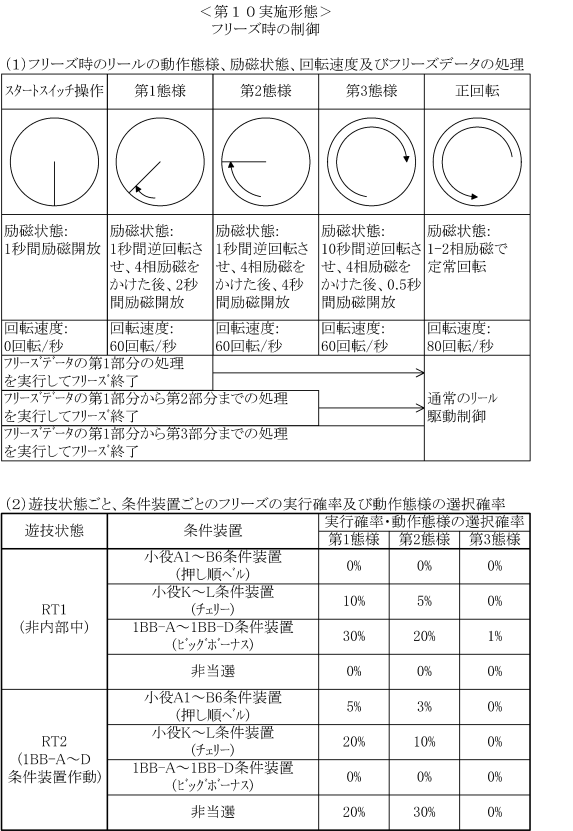 ＜第１０実施形態＞
フリーズ時の制御
（１）フリーズ時のリールの動作態様、励磁状態、回転速度及びフリーズデータの処理
スタートスイッチ操作 第1態様 第2態様 第3態様 正回転
励磁状態:
1秒間励磁開放
励磁状態:
1秒間逆回転さ
せ、4相励磁を
かけた後、2秒
間励磁開放
励磁状態:
1秒間逆回転さ
せ、4相励磁を
かけた後、4秒
間励磁開放
励磁状態:
10秒間逆回転さ
せ、4相励磁を
かけた後、0.5秒
間励磁開放
励磁状態:
1-2相励磁で
定常回転
回転速度:
0回転/秒
回転速度:
60回転/秒
回転速度:
60回転/秒
回転速度:
60回転/秒
回転速度:
80回転/秒
フリーズデータの第1部分の処理
を実行してフリーズ終了
フリーズデータの第1部分から第2部分までの処理
を実行してフリーズ終了
フリーズデータの第1部分から第3部分までの処理
を実行してフリーズ終了
通常のリール
駆動制御
（２）遊技状態ごと、条件装置ごとのフリーズの実行確率及び動作態様の選択確率
遊技状態 条件装置 実行確率・動作態様の選択確率
第1態様 第2態様 第3態様
RT1
（非内部中）
小役A1～B6条件装置
（押し順ベル）
0% 0% 0%
小役K～L条件装置
（チェリー）
10% 5% 0%
1BB-A～1BB-D条件装置
（ビッグボーナス）
30% 20% 1%
非当選 0% 0% 0%
RT2
（1BB-A～D
条件装置作動）
小役A1～B6条件装置
（押し順ベル）
5% 3% 0%
小役K～L条件装置
（チェリー）
20% 10% 0%
1BB-A～1BB-D条件装置
（ビッグボーナス）
0% 0% 0%
非当選 20% 30% 0%